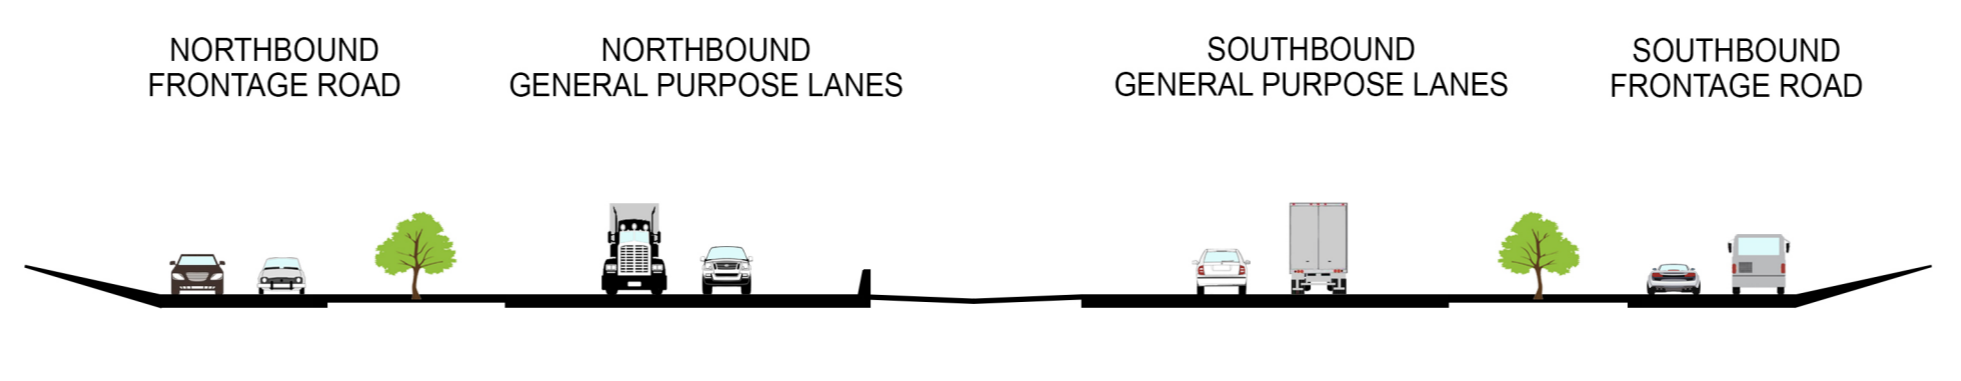 NORTHBOUND
FRONTAGE ROAD
NORTHBOUND
GENERAL PURPOSE LANES
SOUTHBOUND
GENERAL PURPOSE LANES
SOUTHBOUND
FRONTAGE ROAD